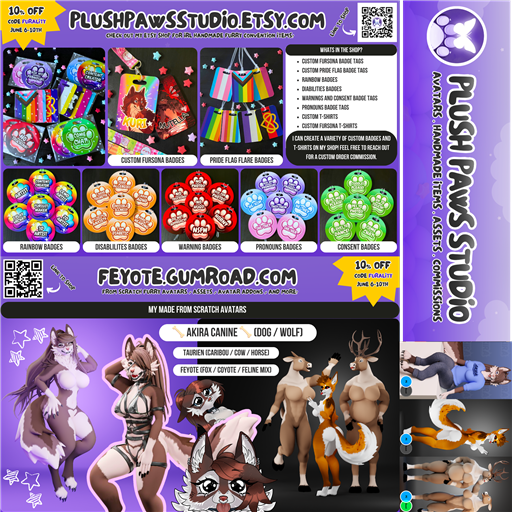 10% OFF
CODE FURALITY
JUNE 6-10TH
PLUSHPAWSSTUDIO.ETSY.COM
CHECK OUT MY ETSY SHOP FOR IRL HANDMADE FURRY CONVENTION ITEMS!
Links to Shop
WHATS IN THE SHOP?
• CUSTOM FURSONA BADGE TAGS
• CUSTOM PRIDE FLAG BADGE TAGS
• RAINBOW BADGES
• DIABILITIES BADGES
• WARNINGS AND CONSENT BADGE TAGS
• PRONOUNS BADGE TAGS
• CUSTOM T-SHIRTS
• CUSTOM FURSONA T-SHIRTS
I CAN CREATE A VARIETY OF CUSTOM BADGES AND
T-SHIRTS ON MY SHOP! FEEL FREE TO REACH OUT
FOR A CUSTOM ORDER COMMISSION.
CUSTOM FURSONA BADGES
PRIDE FLAG FLARE BADGES
NSFW
RAINBOW BADGES
DISABLILITES BADGES
WARNING BADGES
PRONOUNS BADGES
CONSENT BADGES
Links to Shop
FEYOTE.GUMROAD.COM
FROM SCRATCH FURRY AVATARS . ASSETS . AVATAR ADDONS . AND MORE!
10% OFF
CODE FURALITY
JUNE 6-10TH
MY MADE FROM SCRATCH AVATARS
AKIRA CANINE (DOG / WOLF)
TAURIEN (CARIBOU / COW / HORSE)
FEYOTE (FOX / COYOTE / FELINE MIX)
PLUSH PAWS STUDIO
AVATARS . HANDMADE ITEMS . ASSETS . COMMISSIONS